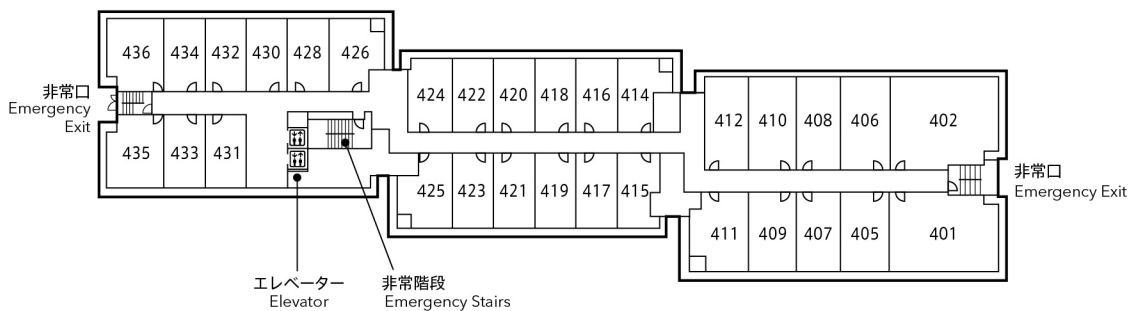 436 434 432 430 428 426
424 422 420 418 416 414
412 410 408 406 402
非常口
Emergency
Exit
435 433 431
425 423 421 419 417 415
411 409 407 405 401
非常口
Emergency Exit
エレベーター
Elevator
非常階段
Emergency Stairs